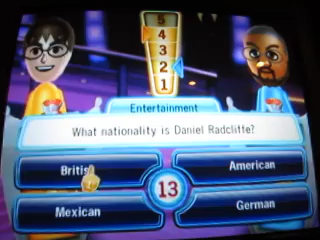 5
4
3
2
1
Entertainment
What nationality is Daniel Radcliffe?
British
American
13
Mexican
German